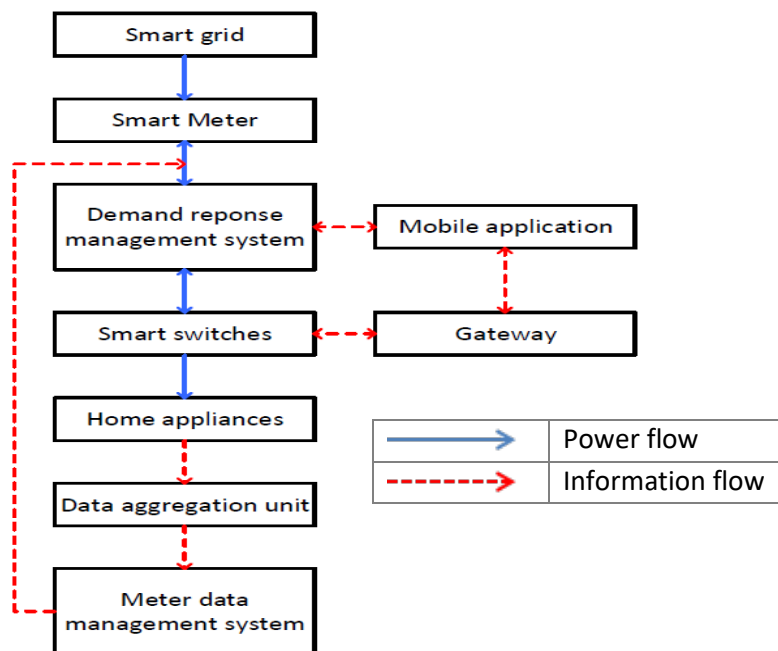 Smart grid
Smart Meter
Demand reponse
management system
Mobile application
Smart switches
Gateway
Home appliances
Power flow
Information flow
Data aggregation unit
Meter data
management system